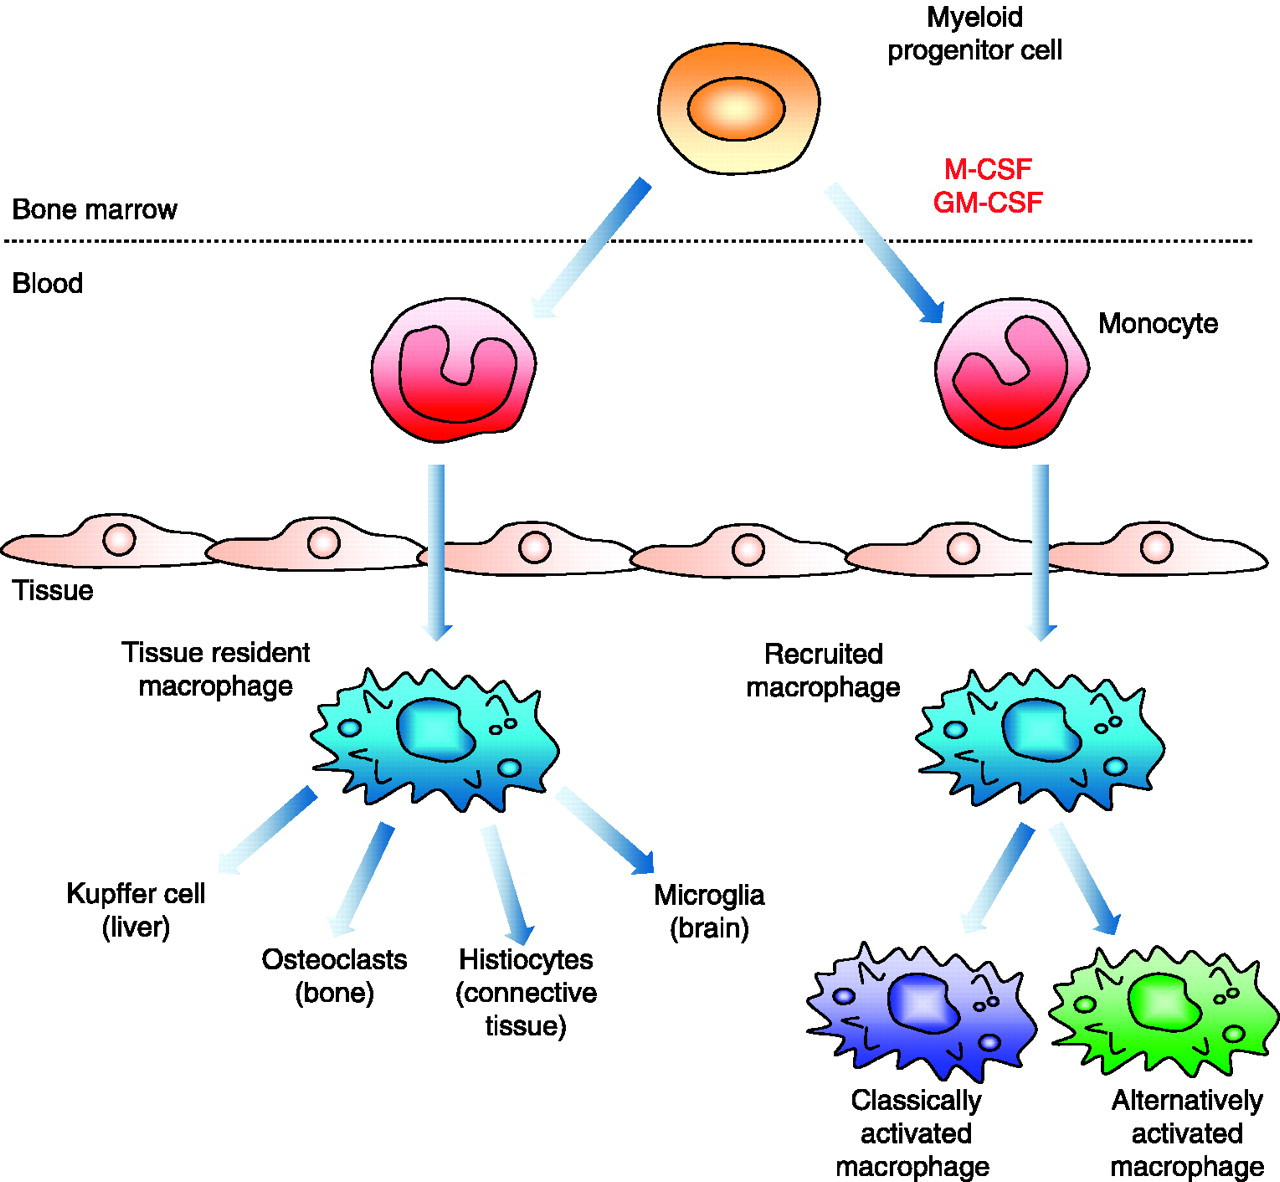 Myeloid
progenitor cell
M-CSF
GM-CSF
Bone marrow
Blood
Monocyte
Tissue
Tissue resident
macrophage
Recruited
macrophage
Kupffer cell
(liver)
Osteoclasts
(bone)
Histiocytes
(connective
tissue)
Microglia
(brain)
Classically
activated
macrophage
Alternatively
activated
macrophage